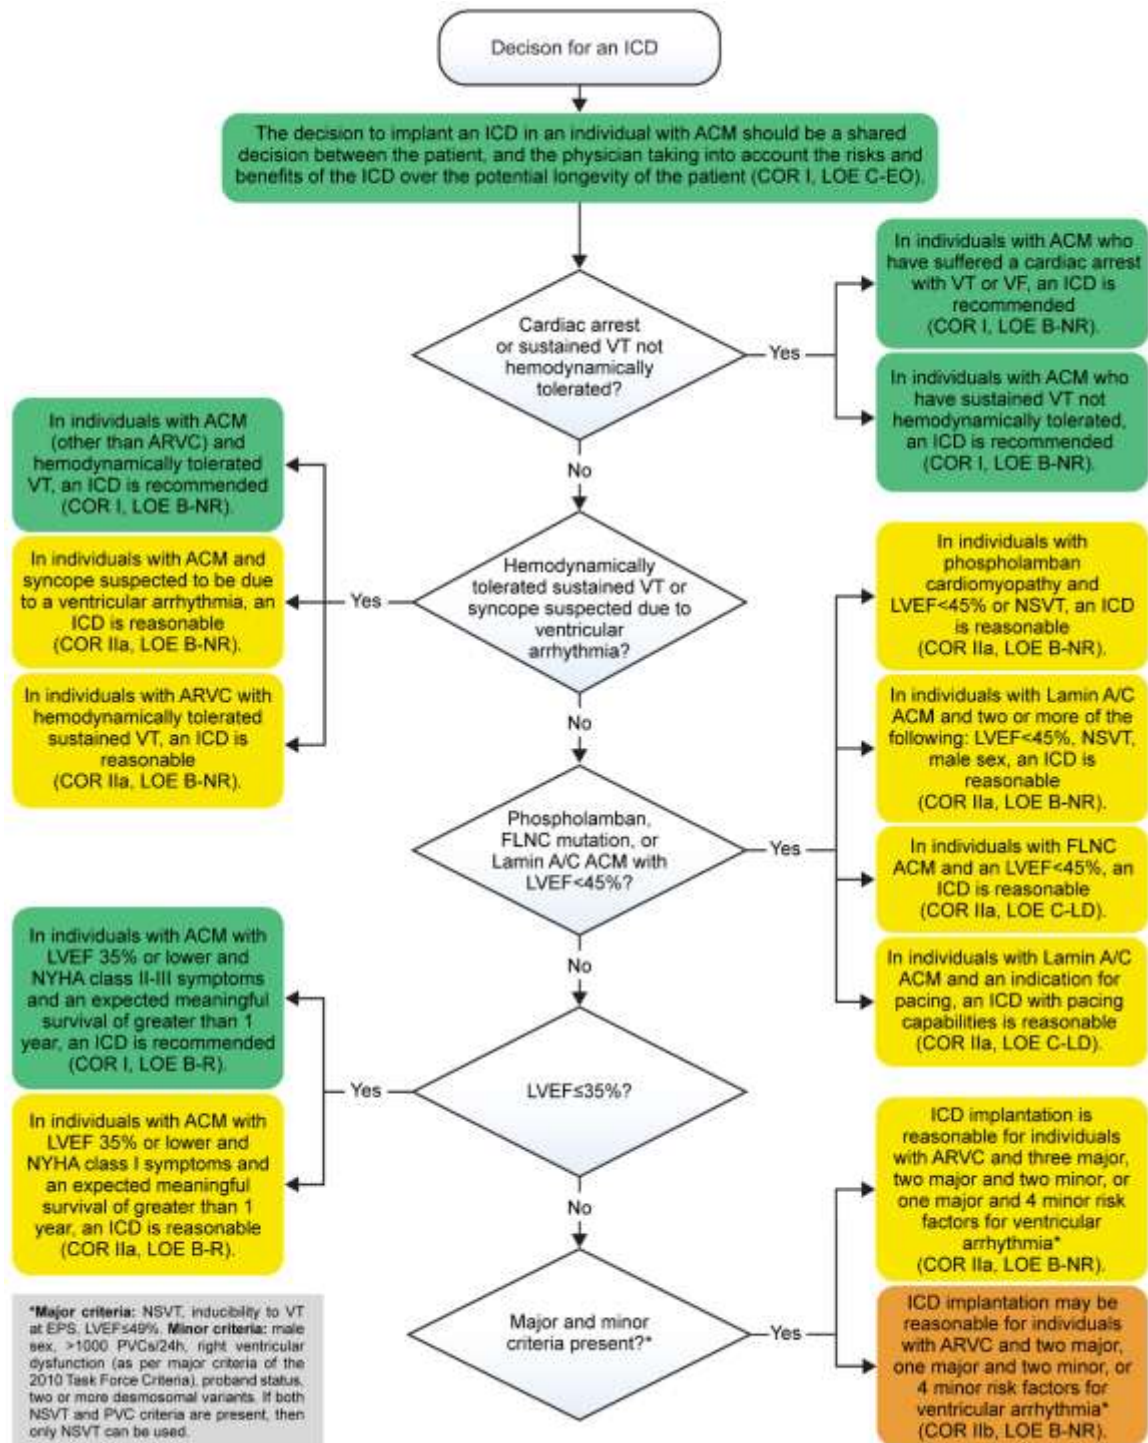 Decison for an ICD
The decision to implant an ICD in an individual with ACM should be a shared
decision between the patient, and the physician taking into account the risks and
benefits of the ICD over the potential longevity of the patient (COR I, LOE C-EO).
Cardiac arrest
or sustained VT not
hemodynamically
tolerated?
Yes
In individuals with ACM who
have suffered a cardiac arrest
with VT or VF, an ICD is
recommended
(COR I, LOE B-NR).
In individuals with ACM who
have sustained VT not
hemodynamically tolerated,
an ICD is recommended
(COR I, LOE B-NR).
No
Hemodynamically
tolerated sustained VT or
syncope suspected due to
ventricular
arrhythmia?
Yes
In individuals with ACM
(other than ARVC) and
hemodynamically tolerated
VT, an ICD is recommended
(COR I, LOE B-NR).
In individuals with ACM and
syncope suspected to be due
to a ventricular arrhythmia, an
ICD is reasonable
(COR IIa, LOE B-NR).
In individuals with ARVC with
hemodynamically tolerated
sustained VT, an ICD is
reasonable
(COR IIa, LOE B-NR).
No
Phospholamban,
FLNC mutation, or
Lamin A/C ACM with
LVEF<45%?
Yes
In individuals with
phospholamban
cardiomyopathy and
LVEF<45% or NSVT, an ICD
is reasonable
(COR IIa, LOE B-NR).
In individuals with Lamin A/C
ACM and two or more of the
following: LVEF<45%, NSVT,
male sex, an ICD is
reasonable
(COR IIa, LOE B-NR).
In individuals with FLNC
ACM and an LVEF<45%, an
ICD is reasonable
(COR IIa, LOE C-LD).
In individuals with Lamin A/C
ACM and an indication for
pacing, an ICD with pacing
capabilities is reasonable
(COR IIa, LOE C-LD).
No
LVEF≤35%?
Yes
In individuals with ACM with
LVEF 35% or lower and
NYHA class II-III symptoms
and an expected meaningful
survival of greater than 1
year, an ICD is recommended
(COR I, LOE B-R).
In individuals with ACM with
LVEF 35% or lower and
NYHA class I symptoms and
an expected meaningful
survival of greater than 1
year, an ICD is reasonable
(COR IIa, LOE B-R).
No
Major and minor
criteria present?*
Yes
ICD implantation is
reasonable for individuals
with ARVC and three major,
two major and two minor, or
one major and 4 minor risk
factors for ventricular
arrhythmia*
(COR IIa, LOE B-NR).
ICD implantation may be
reasonable for individuals
with ARVC and two major,
one major and two minor, or
4 minor risk factors for
ventricular arrhythmia*
(COR IIb, LOE B-NR).
*Major criteria: NSVT, inducibility to VT
at EPS, LVEF≤49%. Minor criteria: male
sex, >1000 PVCs/24h, right ventricular
dysfunction (as per major criteria of the
2010 Task Force Criteria), proband status,
two or more desmosomal variants. If both
NSVT and PVC criteria are present, then
only NSVT can be used.